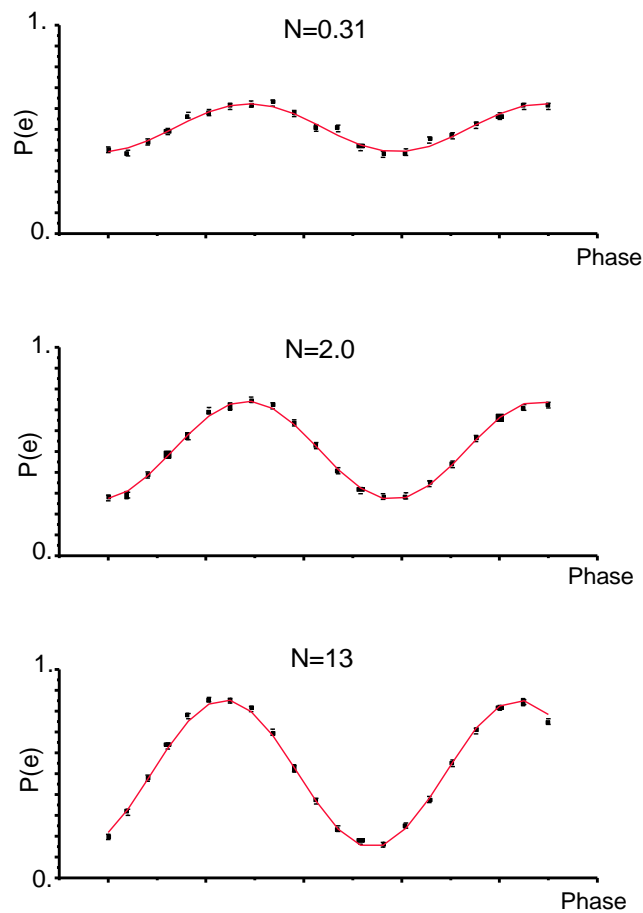 1.
N=0.31
P(e)
0.
Phase
1.
N=2.0
P(e)
0.
Phase
1.
N=13
P(e)
0.
Phase